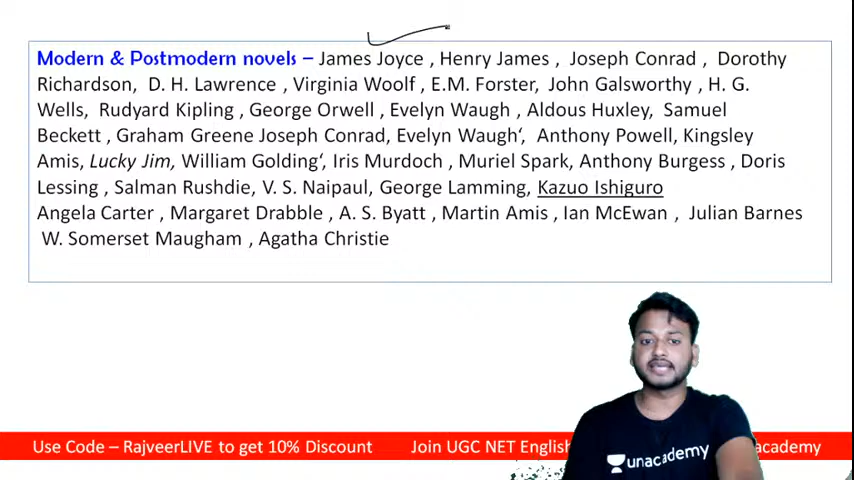 Modern & Postmodern novels – James Joyce , Henry James , Joseph Conrad , Dorothy
Richardson, D. H. Lawrence , Virginia Woolf , E.M. Forster, John Galsworthy , H. G.
Wells, Rudyard Kipling , George Orwell , Evelyn Waugh , Aldous Huxley, Samuel
Beckett , Graham Greene Joseph Conrad, Evelyn Waugh‘, Anthony Powell, Kingsley
Amis, Lucky Jim, William Golding‘, Iris Murdoch , Muriel Spark, Anthony Burgess , Doris
Lessing , Salman Rushdie, V. S. Naipaul, George Lamming, Kazuo Ishiguro
Angela Carter , Margaret Drabble , A. S. Byatt , Martin Amis , Ian McEwan , Julian Barnes
W. Somerset Maugham , Agatha Christie
Use Code – RajveerLIVE to get 10% Discount Join UGC NET English academy
unacademy